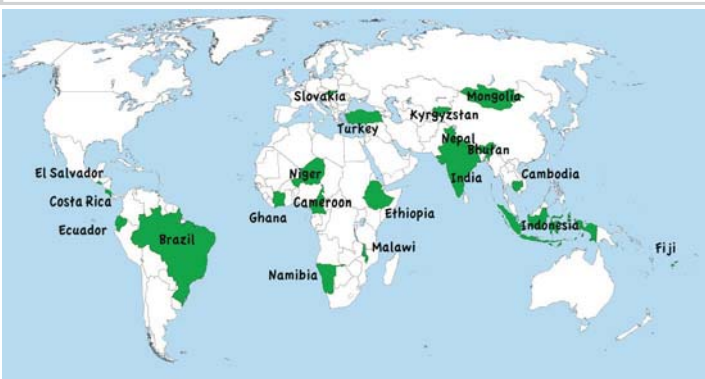 Slovakia
Mongolia
Kyrgyzstan
Turkey
Nepal
Bhutan
El Salvador
Niger
India
Cambodia
Costa Rica
Cameroon
Ghana
Ethiopia
Ecuador
Brazil
Indonesia
Malawi
Fiji
Namibia